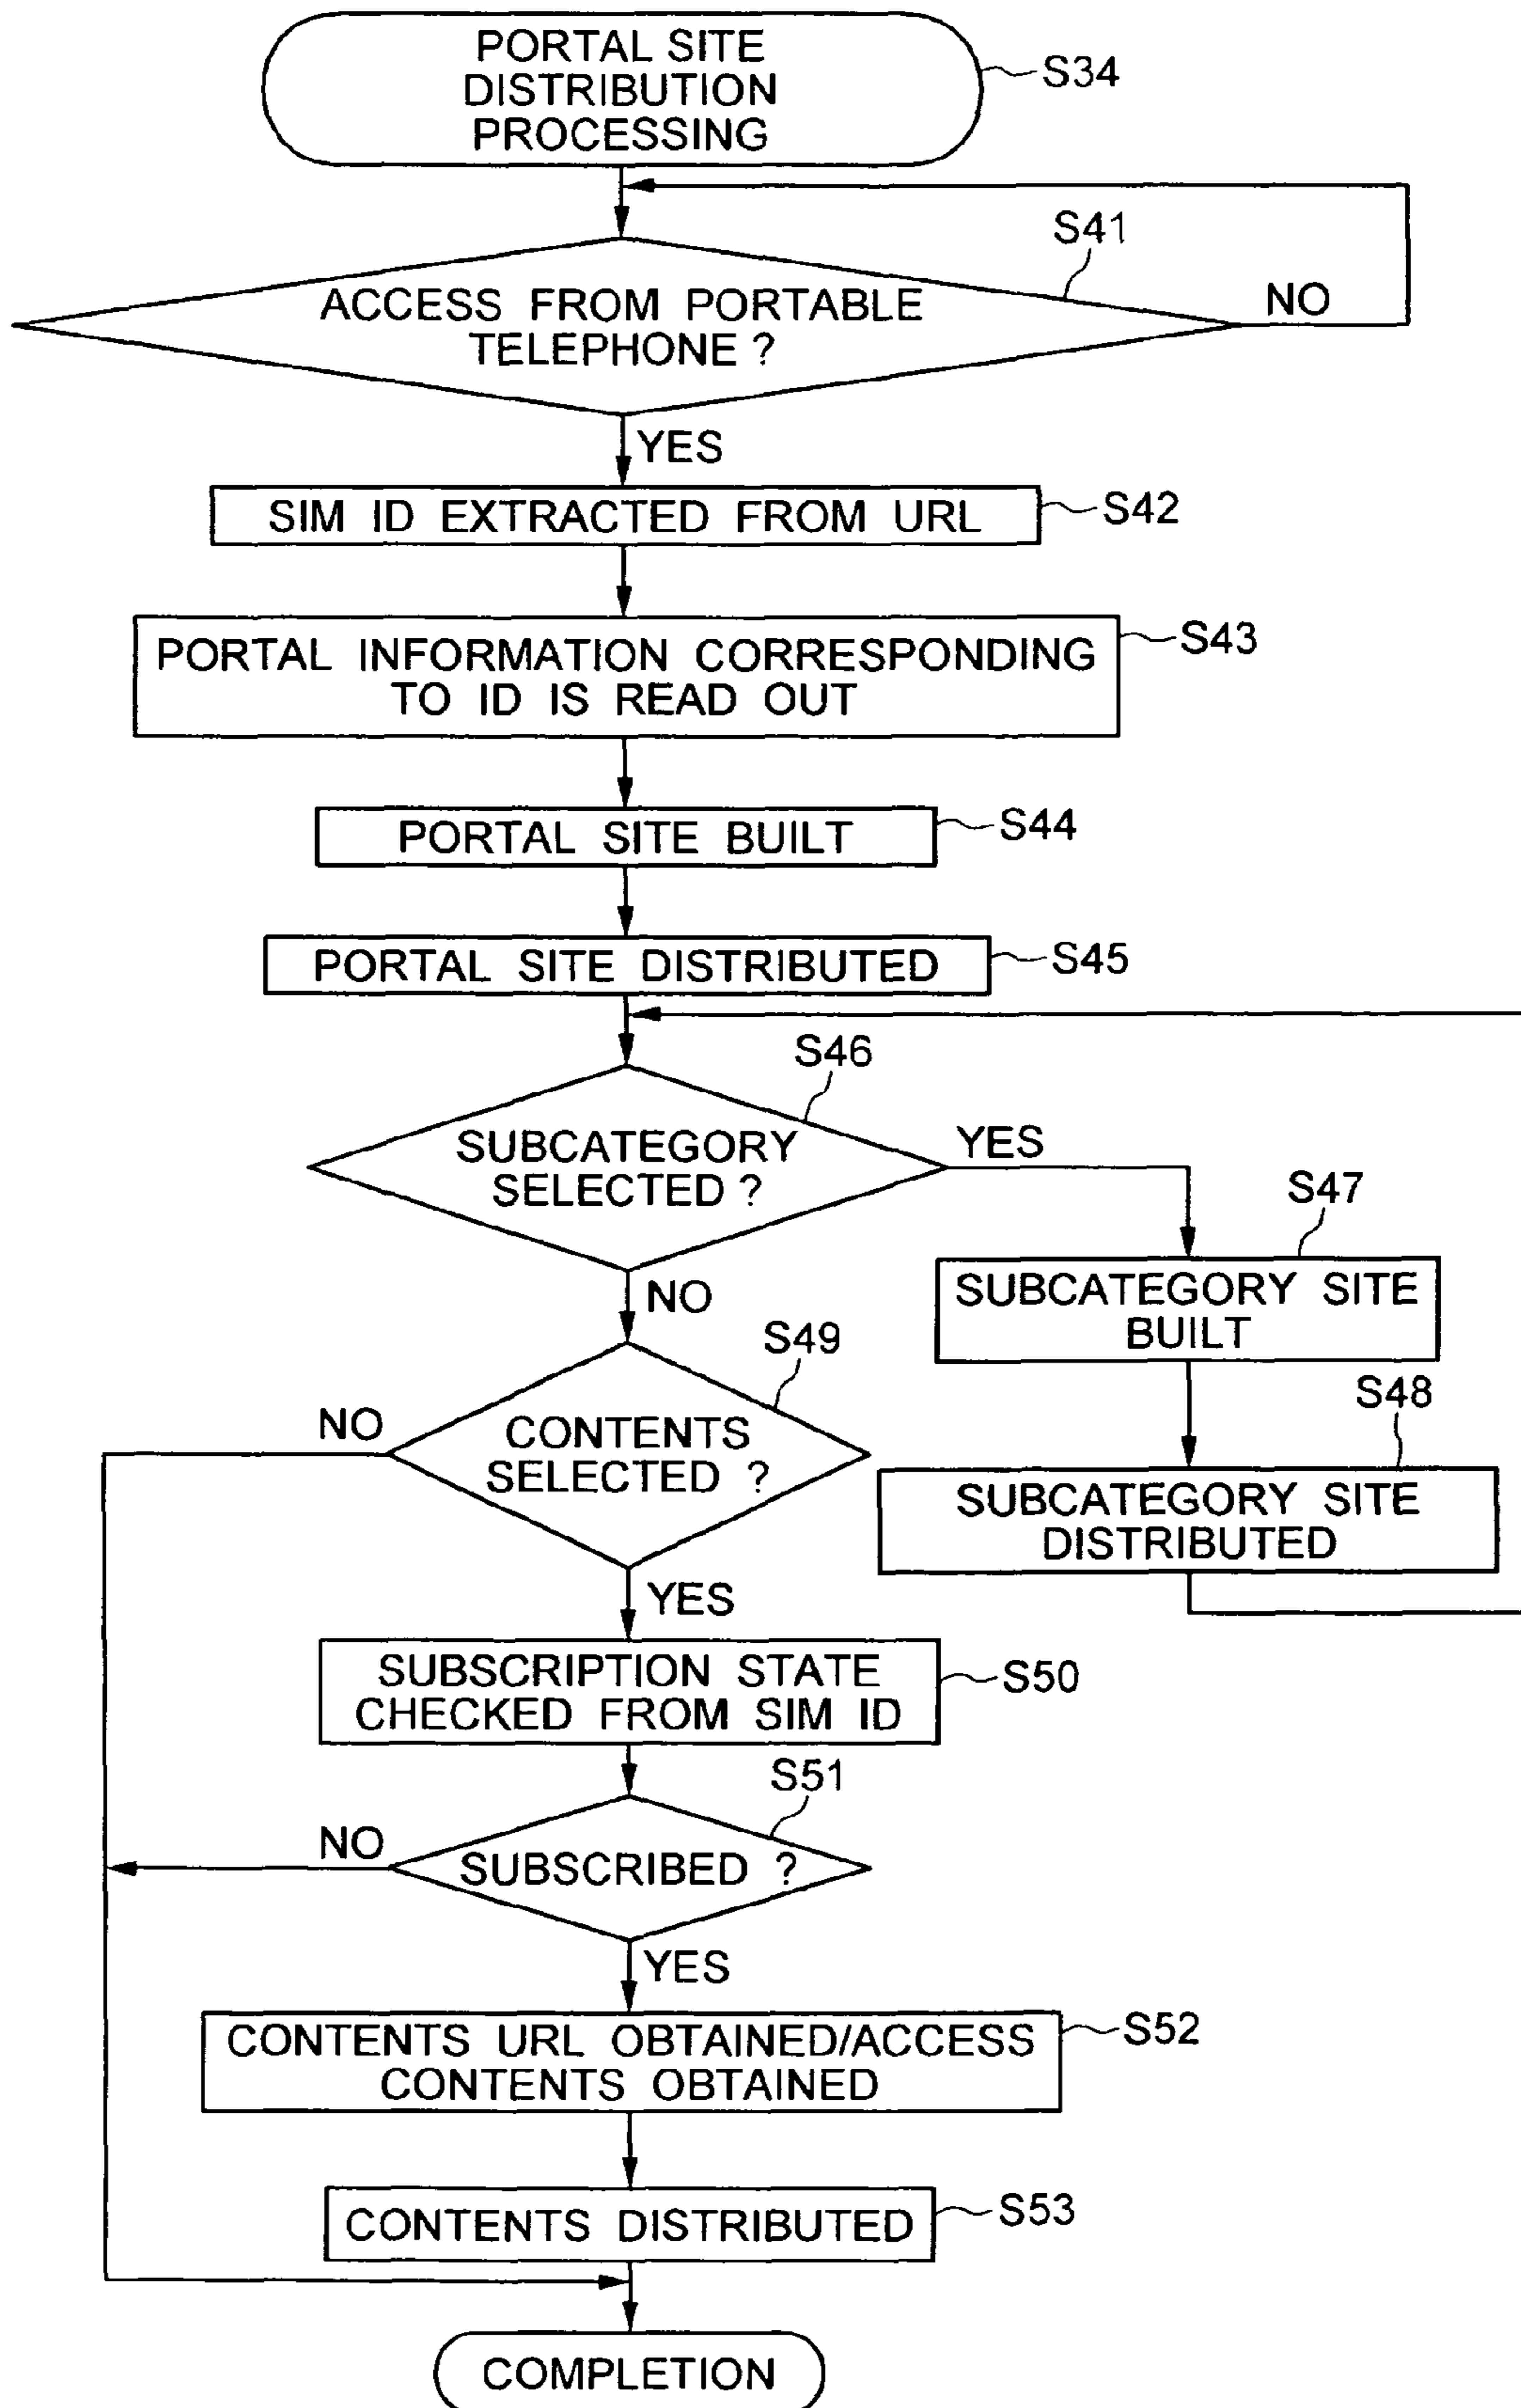 PORTAL SITE
DISTRIBUTION
PROCESSING
S34
S41
ACCESS FROM PORTABLE
TELEPHONE ?
NO
YES
SIM ID EXTRACTED FROM URL
S42
PORTAL INFORMATION CORRESPONDING
TO ID IS READ OUT
S43
PORTAL SITE BUILT
S44
PORTAL SITE DISTRIBUTED
S45
S46
SUBCATEGORY
SELECTED ?
YES
NO
S47
SUBCATEGORY SITE
BUILT
S48
SUBCATEGORY SITE
DISTRIBUTED
S49
CONTENTS
SELECTED ?
NO
YES
SUBSCRIPTION STATE
CHECKED FROM SIM ID
S50
S51
SUBSCRIBED ?
NO
YES
CONTENTS URL OBTAINED/ACCESS
CONTENTS OBTAINED
S52
CONTENTS DISTRIBUTED
S53
COMPLETION